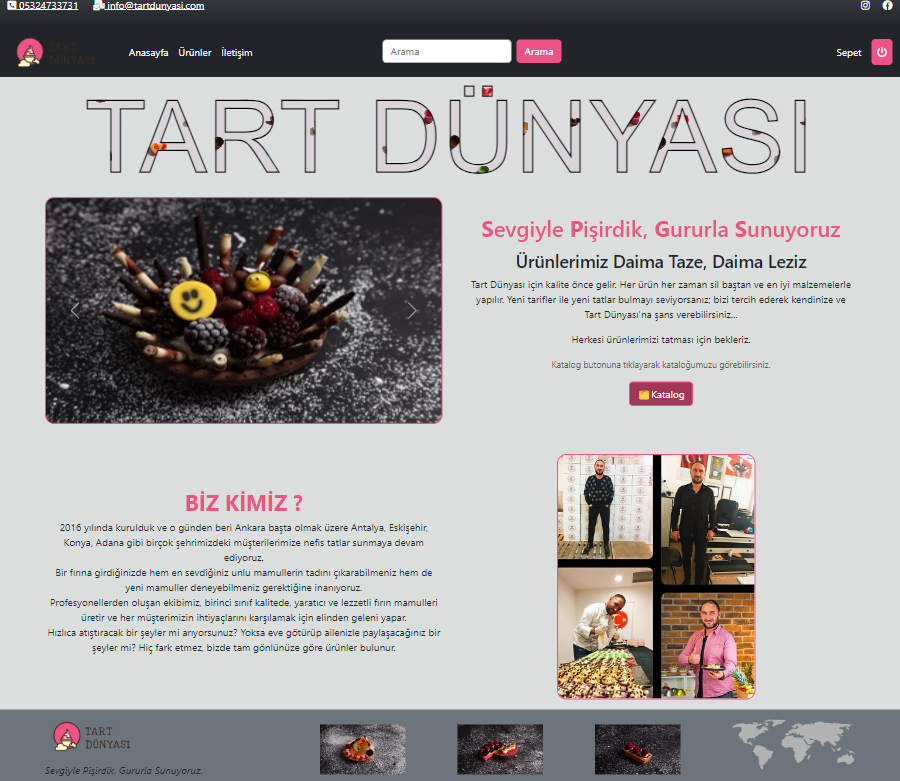 05324733731 info@tartdunyasi.com
TART
DÜNYASI
Anasayfa Ürünler İletişim Arama Arama Sepet
TART DÜNYASI
Sevgiyle Pişirdik, Gururla Sunuyoruz
Ürünlerimiz Daima Taze, Daima Leziz
Tart Dünyası için kalite önce gelir. Her ürün her zaman sil baştan ve en iyi malzemelerle
yapılır. Yeni tarifler ile yeni tatlar bulmayı seviyorsanız; bizi tercih ederek kendinize ve
Tart Dünyası'na şans verebilirsiniz...
Herkesi ürünlerimizi tatması için bekleriz.
Katalog butonuna tıklayarak kataloğumuzu görebilirsiniz.
Katalog
BİZ KİMİZ ?
2016 yılında kurulduk ve o günden beri Ankara başta olmak üzere Antalya, Eskişehir,
Konya, Adana gibi birçok şehrimizdeki müşterilerimize nefis tatlar sunmaya devam
ediyoruz.
Bir fırına girdiğinizde hem en sevdiğiniz unlu mamullerin tadını çıkarabilmeniz hem de
yeni mamuller deneyebilmeniz gerektiğine inanıyoruz.
Profesyonellerden oluşan ekibimiz, birinci sınıf kalitede, yaratıcı ve lezzetli fırın mamulleri
üretir ve her müşterimizin ihtiyaçlarını karşılamak için elinden geleni yapar.
Hızlıca atıştıracak bir şeyler mi arıyorsunuz? Yoksa eve götürüp ailenizle paylaşacağınız bir
şeyler mi? Hiç fark etmez, bizde tam gönlünüze göre ürünler bulunur.
TART
DÜNYASI
Sevgiyle Pişirdik, Gururla Sunuyoruz.